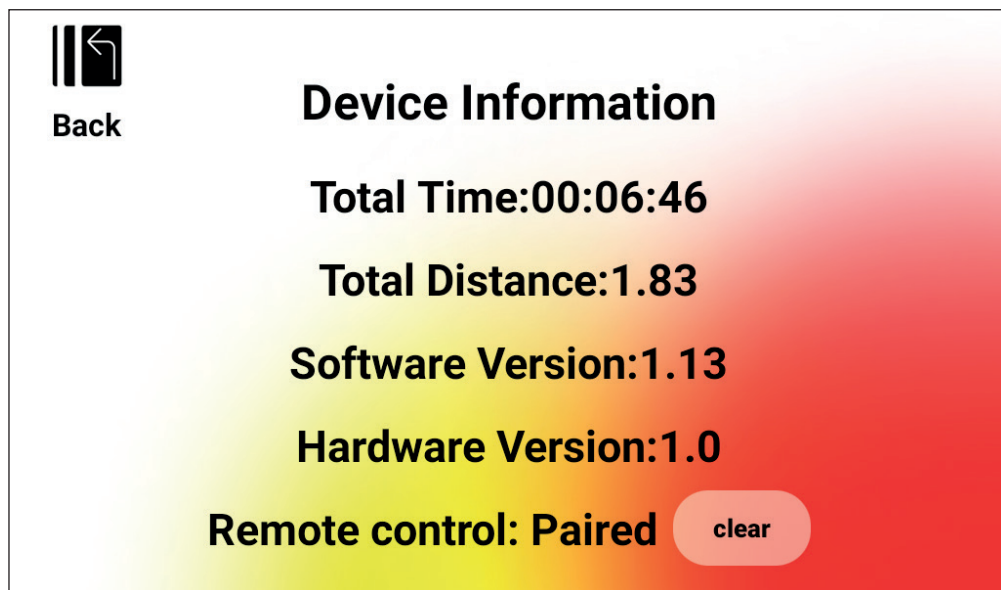 Back
Device Information
Total Time:00:06:46
Total Distance:1.83
Software Version:1.13
Hardware Version:1.0
Remote control: Paired clear